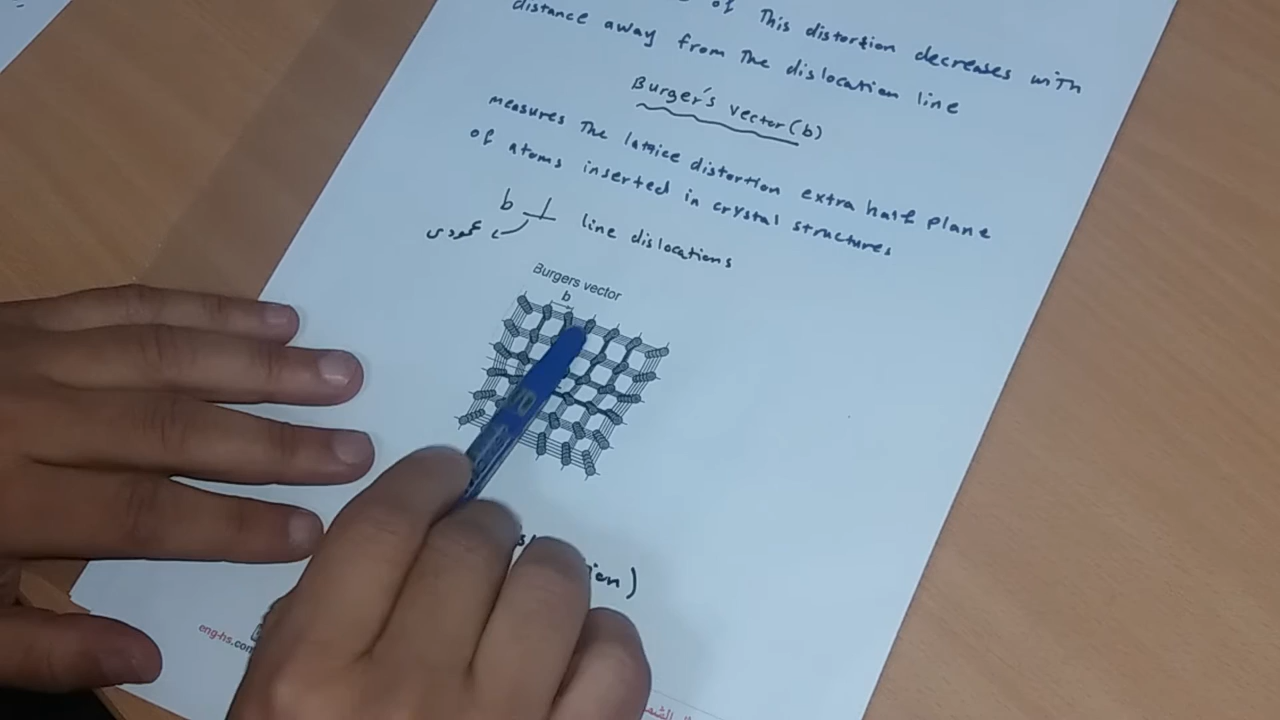 of This distortion decreases with
distance away from The dislocation line
Burger's vector (b)
measures The lattice distortion extra half plane
of atoms inserted in crystal structures
b ⊥ line dislocations
عمودى
Burgers vector
b
eng-hs.com